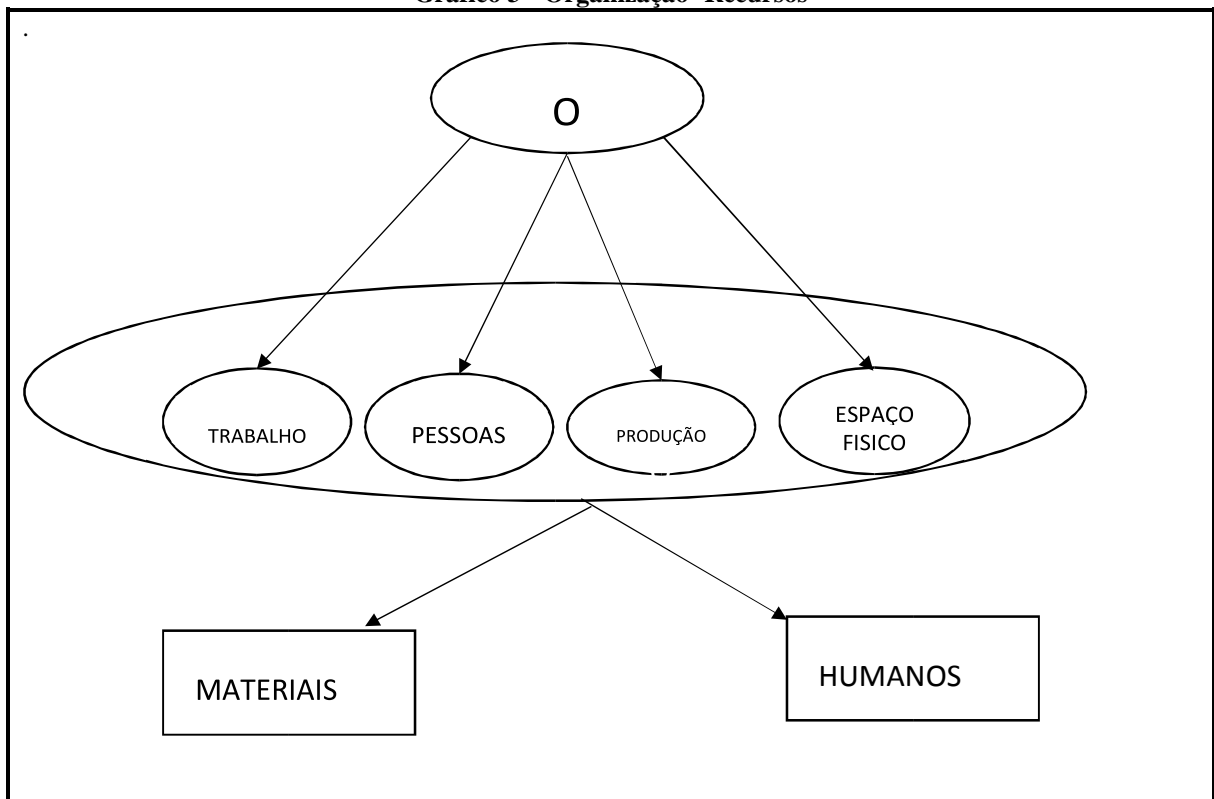 Gráfico 3 - Organização- Recursos
.
O
TRABALHO
PESSOAS
PRODUÇÃO
ESPAÇO
FISICO
MATERIAIS
HUMANOS